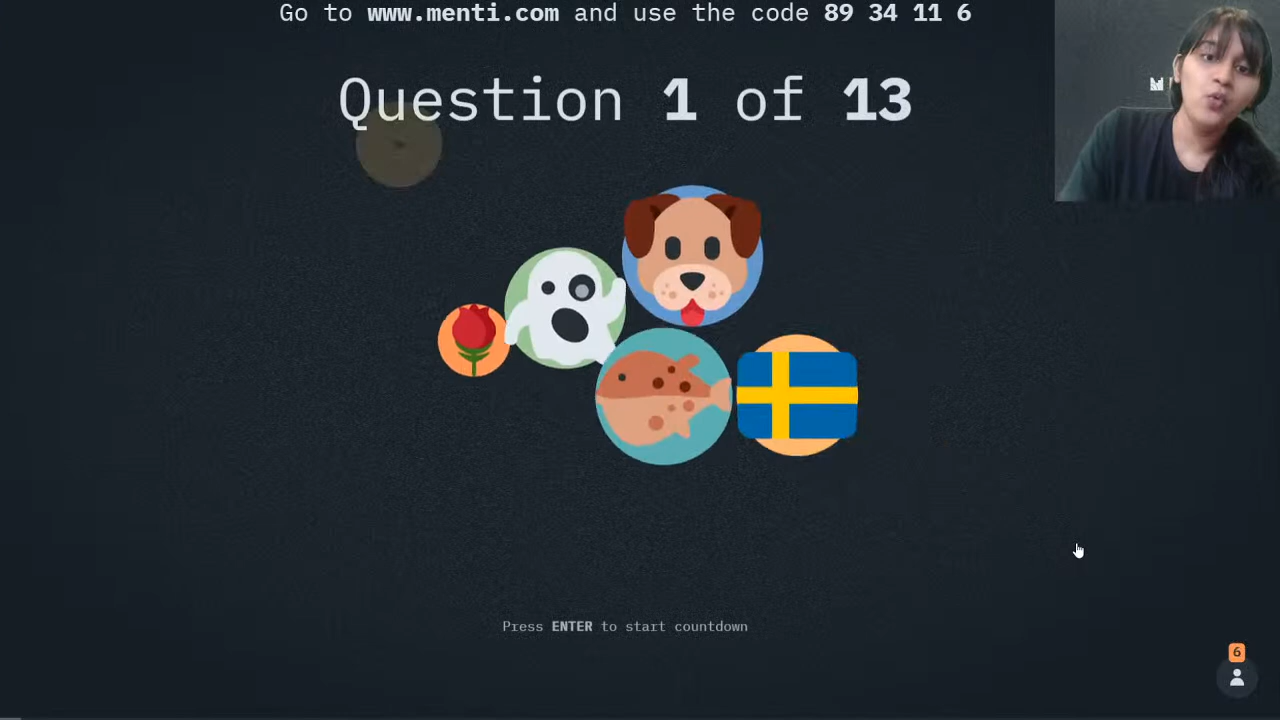 Go to www.menti.com and use the code 89 34 11 6
Question 1 of 13
Press ENTER to start countdown
6